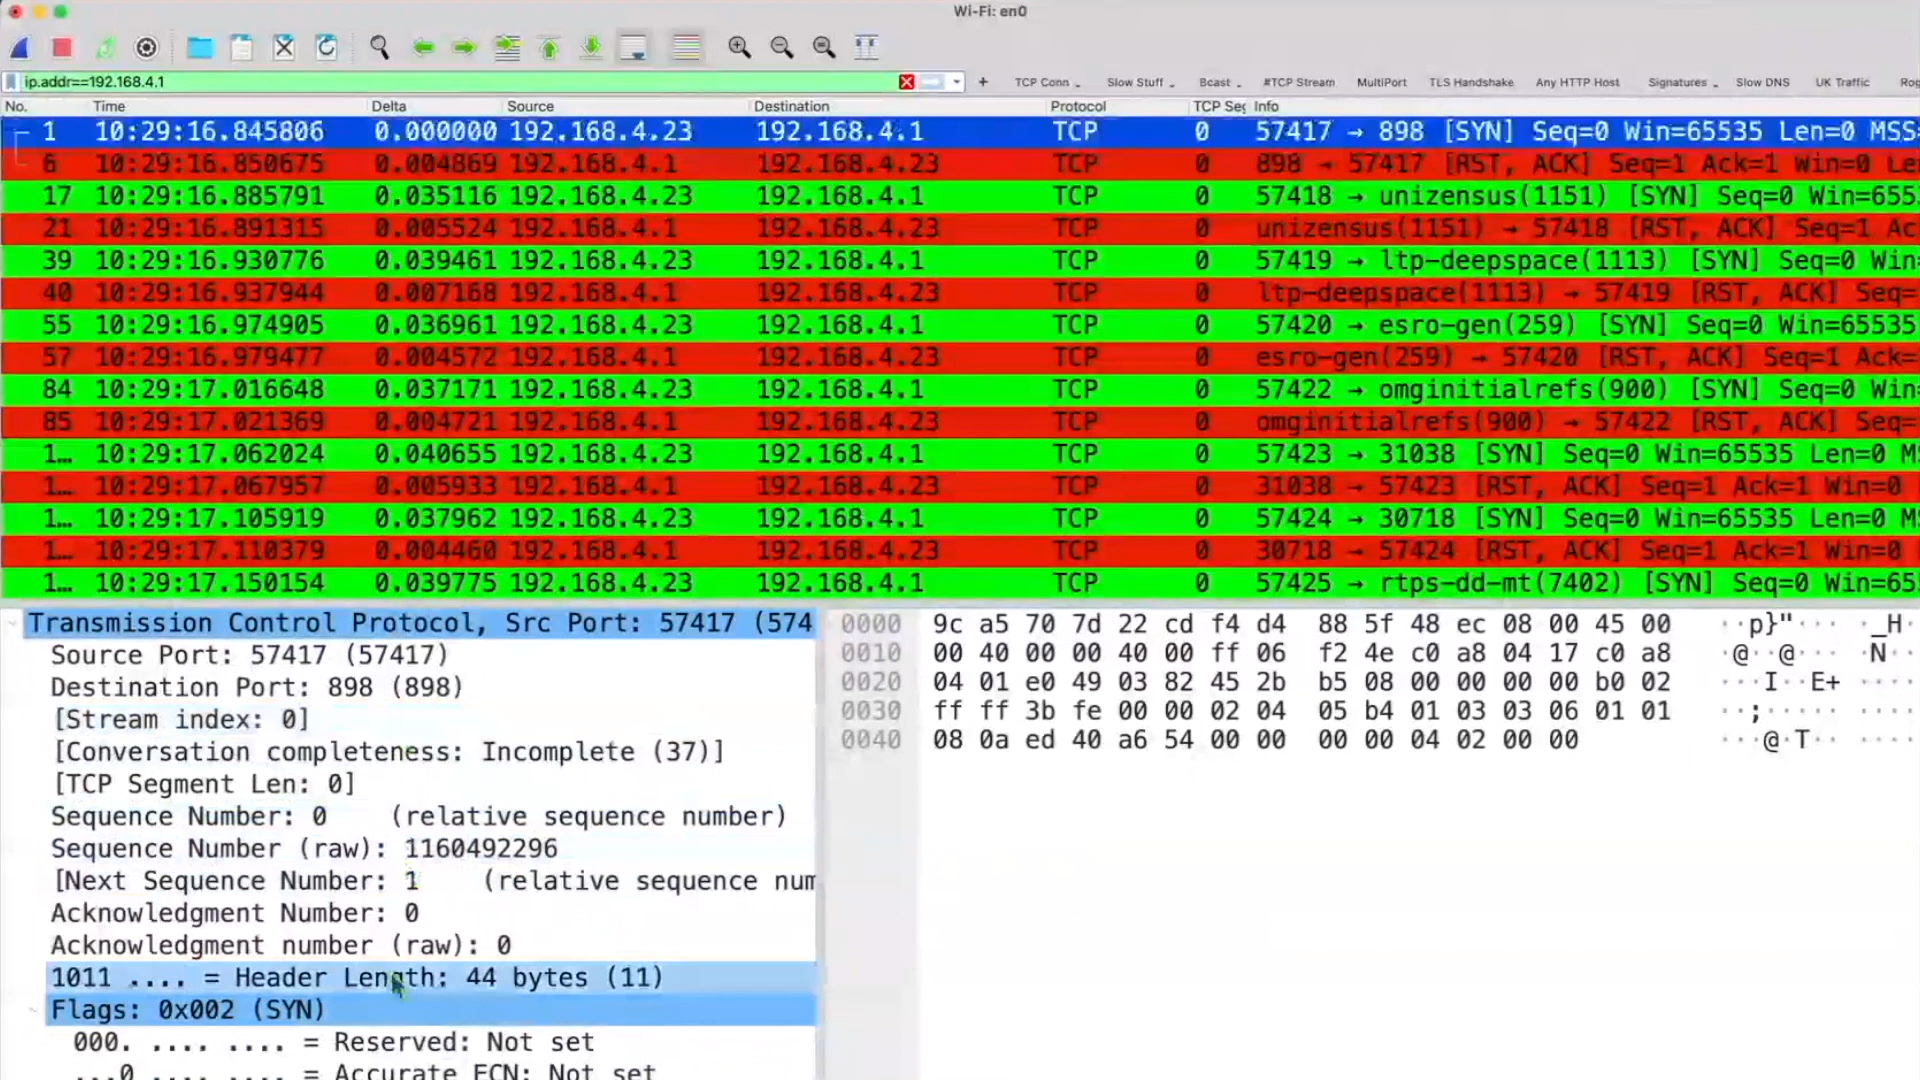 Wi-Fi: en0
ip.addr==192.168.4.1
+ TCP Conn Slow Stuff Bcast #TCP Stream MultiPort TLS Handshake Any HTTP Host Signatures Slow DNS UK Traffic
No. Time Delta Source Destination Protocol TCP Seg Info
1 10:29:16.845806 0.000000 192.168.4.23 192.168.4.1 TCP 0 57417 → 898 [SYN] Seq=0 Win=65535 Len=0 MSS=
6 10:29:16.850675 0.004869 192.168.4.1 192.168.4.23 TCP 0 898 → 57417 [RST, ACK] Seq=1 Ack=1 Win=0 Le
17 10:29:16.885791 0.035116 192.168.4.23 192.168.4.1 TCP 0 57418 → unizensus(1151) [SYN] Seq=0 Win=655
21 10:29:16.891315 0.005524 192.168.4.1 192.168.4.23 TCP 0 unizensus(1151) → 57418 [RST, ACK] Seq=1 Ac
39 10:29:16.930776 0.039461 192.168.4.23 192.168.4.1 TCP 0 57419 → ltp-deepspace(1113) [SYN] Seq=0 Win
40 10:29:16.937944 0.007168 192.168.4.1 192.168.4.23 TCP 0 ltp-deepspace(1113) → 57419 [RST, ACK] Seq=
55 10:29:16.974905 0.036961 192.168.4.23 192.168.4.1 TCP 0 57420 → esro-gen(259) [SYN] Seq=0 Win=65535
57 10:29:16.979477 0.004572 192.168.4.1 192.168.4.23 TCP 0 esro-gen(259) → 57420 [RST, ACK] Seq=1 Ack=
84 10:29:17.016648 0.037171 192.168.4.23 192.168.4.1 TCP 0 57422 → omginitialrefs(900) [SYN] Seq=0 Win=
85 10:29:17.021369 0.004721 192.168.4.1 192.168.4.23 TCP 0 omginitialrefs(900) → 57422 [RST, ACK] Seq=
1… 10:29:17.062024 0.040655 192.168.4.23 192.168.4.1 TCP 0 57423 → 31038 [SYN] Seq=0 Win=65535 Len=0 M
1… 10:29:17.067957 0.005933 192.168.4.1 192.168.4.23 TCP 0 31038 → 57423 [RST, ACK] Seq=1 Ack=1 Win=0
1… 10:29:17.105919 0.037962 192.168.4.23 192.168.4.1 TCP 0 57424 → 30718 [SYN] Seq=0 Win=65535 Len=0 M
1… 10:29:17.110379 0.004460 192.168.4.1 192.168.4.23 TCP 0 30718 → 57424 [RST, ACK] Seq=1 Ack=1 Win=0
1… 10:29:17.150154 0.039775 192.168.4.23 192.168.4.1 TCP 0 57425 → rtps-dd-mt(7402) [SYN] Seq=0 Win=65
Transmission Control Protocol, Src Port: 57417 (574
Source Port: 57417 (57417)
Destination Port: 898 (898)
[Stream index: 0]
[Conversation completeness: Incomplete (37)]
[TCP Segment Len: 0]
Sequence Number: 0 (relative sequence number)
Sequence Number (raw): 1160492296
[Next Sequence Number: 1 (relative sequence num
Acknowledgment Number: 0
Acknowledgment number (raw): 0
1011 .... = Header Length: 44 bytes (11)
Flags: 0x002 (SYN)
000. .... .... = Reserved: Not set
...0 .... .... = Accurate ECN: Not set
0000 9c a5 70 7d 22 cd f4 d4 88 5f 48 ec 08 00 45 00 ··p}"··· _H
0010 00 40 00 00 40 00 ff 06 f2 4e c0 a8 04 17 c0 a8 ·@··@··· ·N··
0020 04 01 e0 49 03 82 45 2b b5 08 00 00 00 00 b0 02 ···I··E+ ····
0030 ff ff 3b fe 00 00 02 04 05 b4 01 03 03 06 01 01 ··;····· ····
0040 08 0a ed 40 a6 54 00 00 00 00 04 02 00 00 ···@·T·· ····